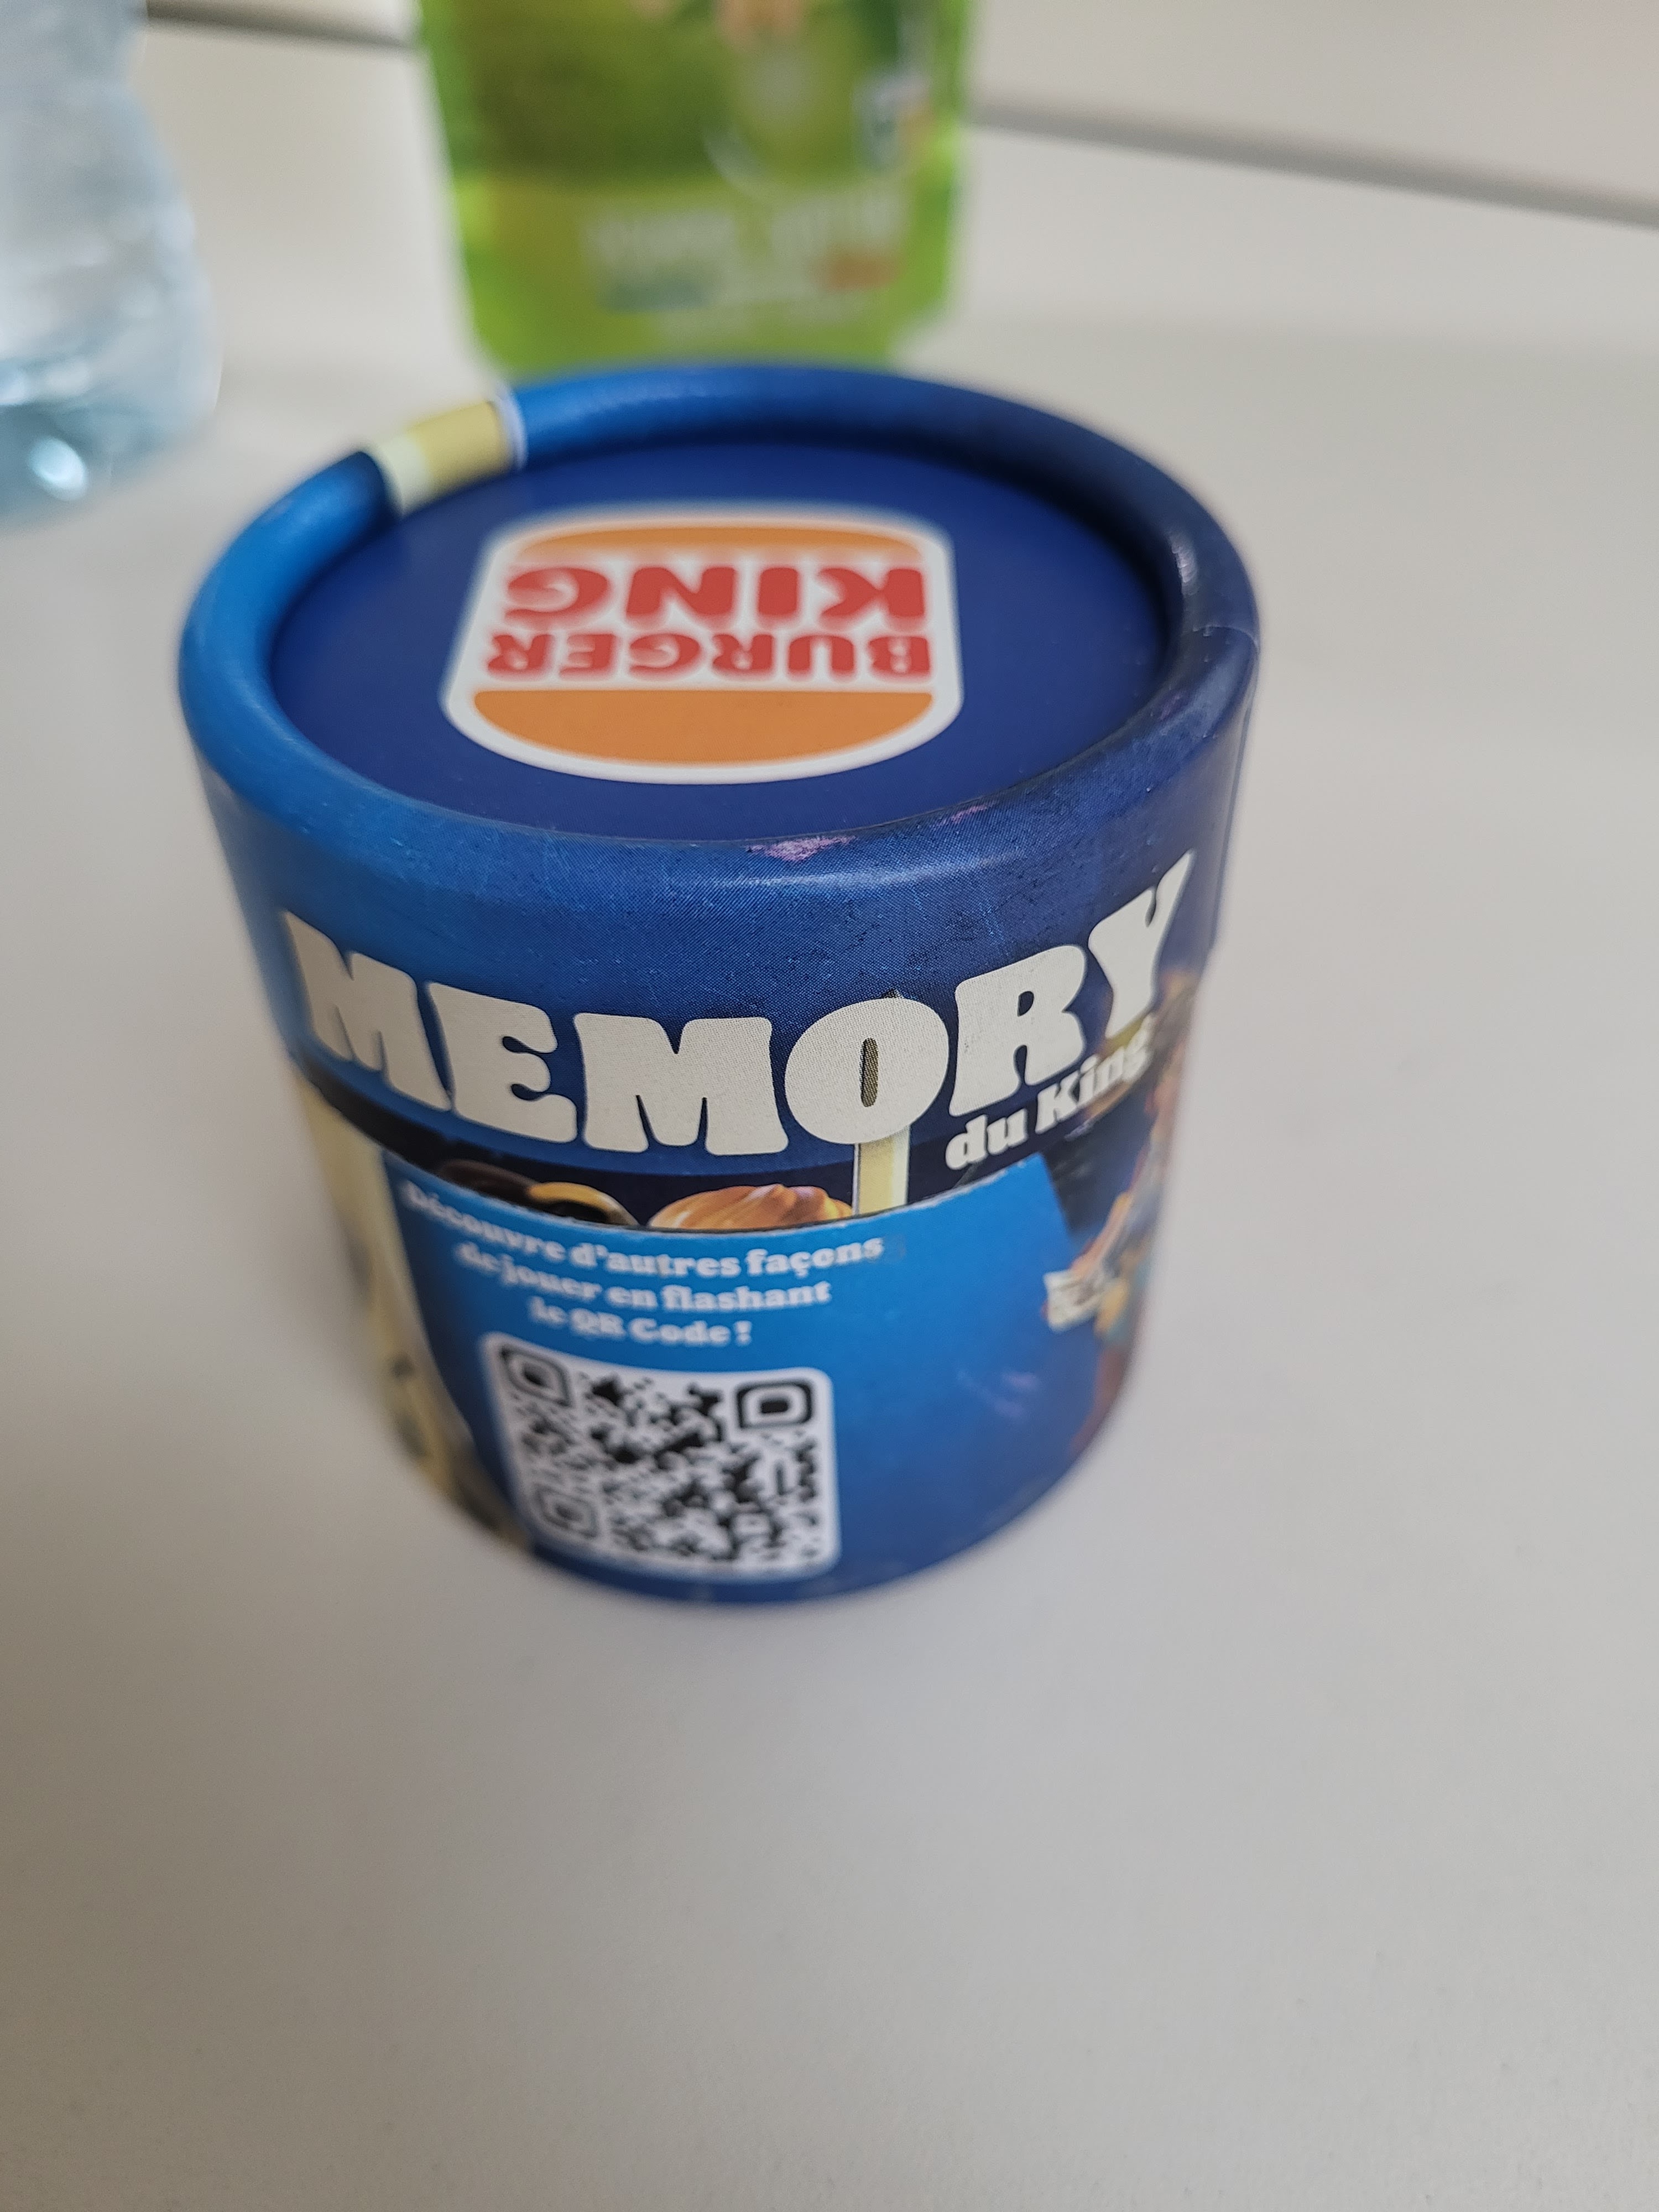 BURGER
KING
MEMORY
du King
Découvre d'autres façons
de jouer en flashant
le QR Code !